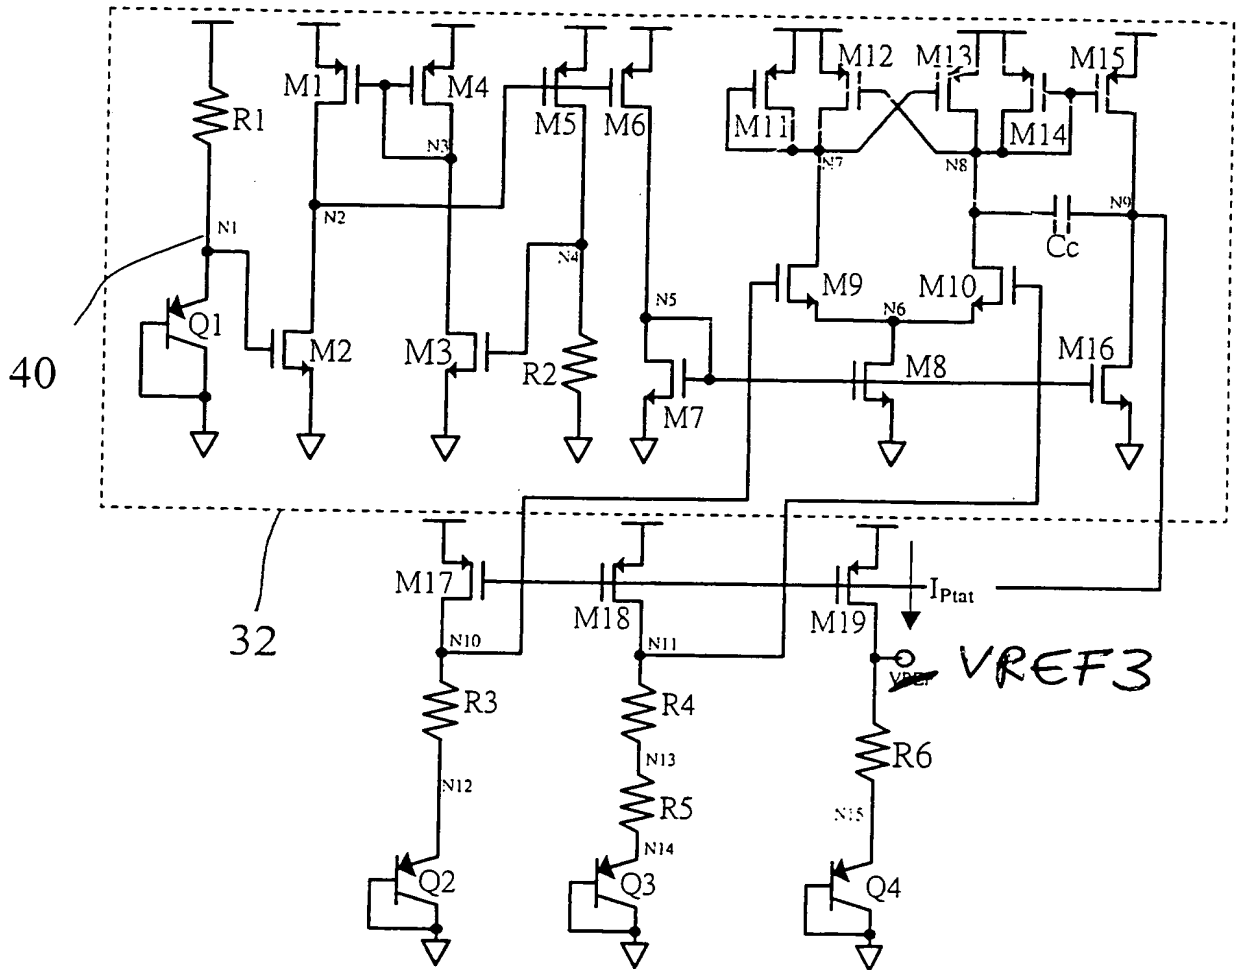 M12 M13 M15
M1 M4
R1 M5 M6 M11 M14
N3
N7 N8
N1 N2 N9
N4 Cc
M9 M10
N5 N6
Q1 M2 M3 R2 M8 M16
40 M7
M17 M18 M19 IPtat
32 N10 N11
VREF VREF3
R3 R4
R6
N13
N12 R5 N15
N14
Q2 Q3 Q4